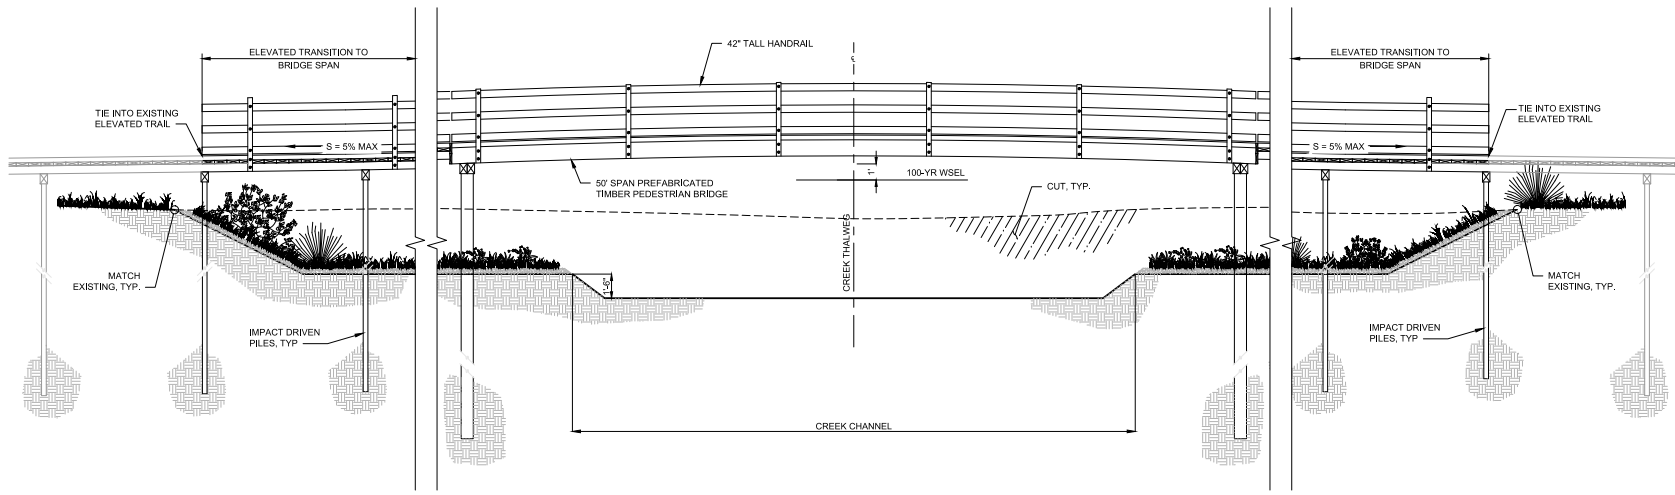 ELEVATED TRANSITION TO
BRIDGE SPAN
42" TALL HANDRAIL
℄
ELEVATED TRANSITION TO
BRIDGE SPAN
TIE INTO EXISTING
ELEVATED TRAIL
TIE INTO EXISTING
ELEVATED TRAIL
S = 5% MAX
S = 5% MAX
1'
100-YR WSEL
50' SPAN PREFABRICATED
TIMBER PEDESTRIAN BRIDGE
CUT, TYP.
CREEK THALWEG
MATCH
EXISTING, TYP.
1'-6"
MATCH
EXISTING, TYP.
IMPACT DRIVEN
PILES, TYP
IMPACT DRIVEN
PILES, TYP
CREEK CHANNEL